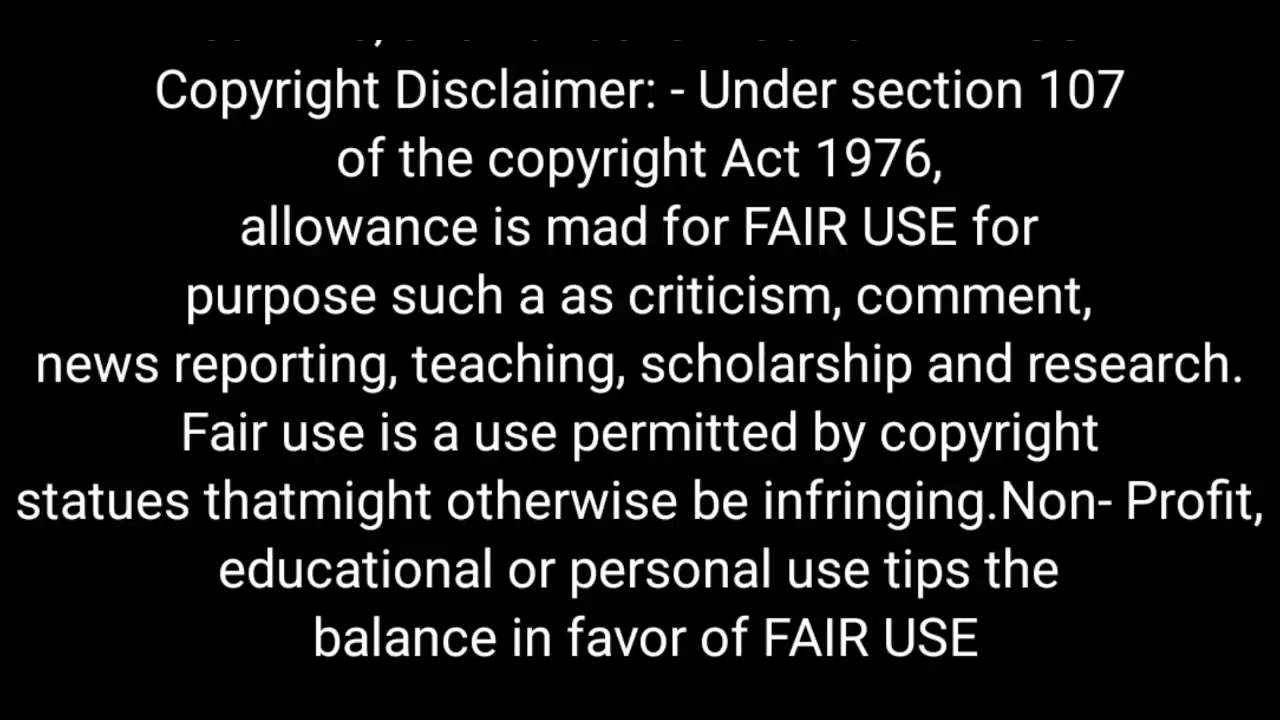 Copyright Disclaimer: - Under section 107
of the copyright Act 1976,
allowance is mad for FAIR USE for
purpose such a as criticism, comment,
news reporting, teaching, scholarship and research.
Fair use is a use permitted by copyright
statues thatmight otherwise be infringing.Non- Profit,
educational or personal use tips the
balance in favor of FAIR USE